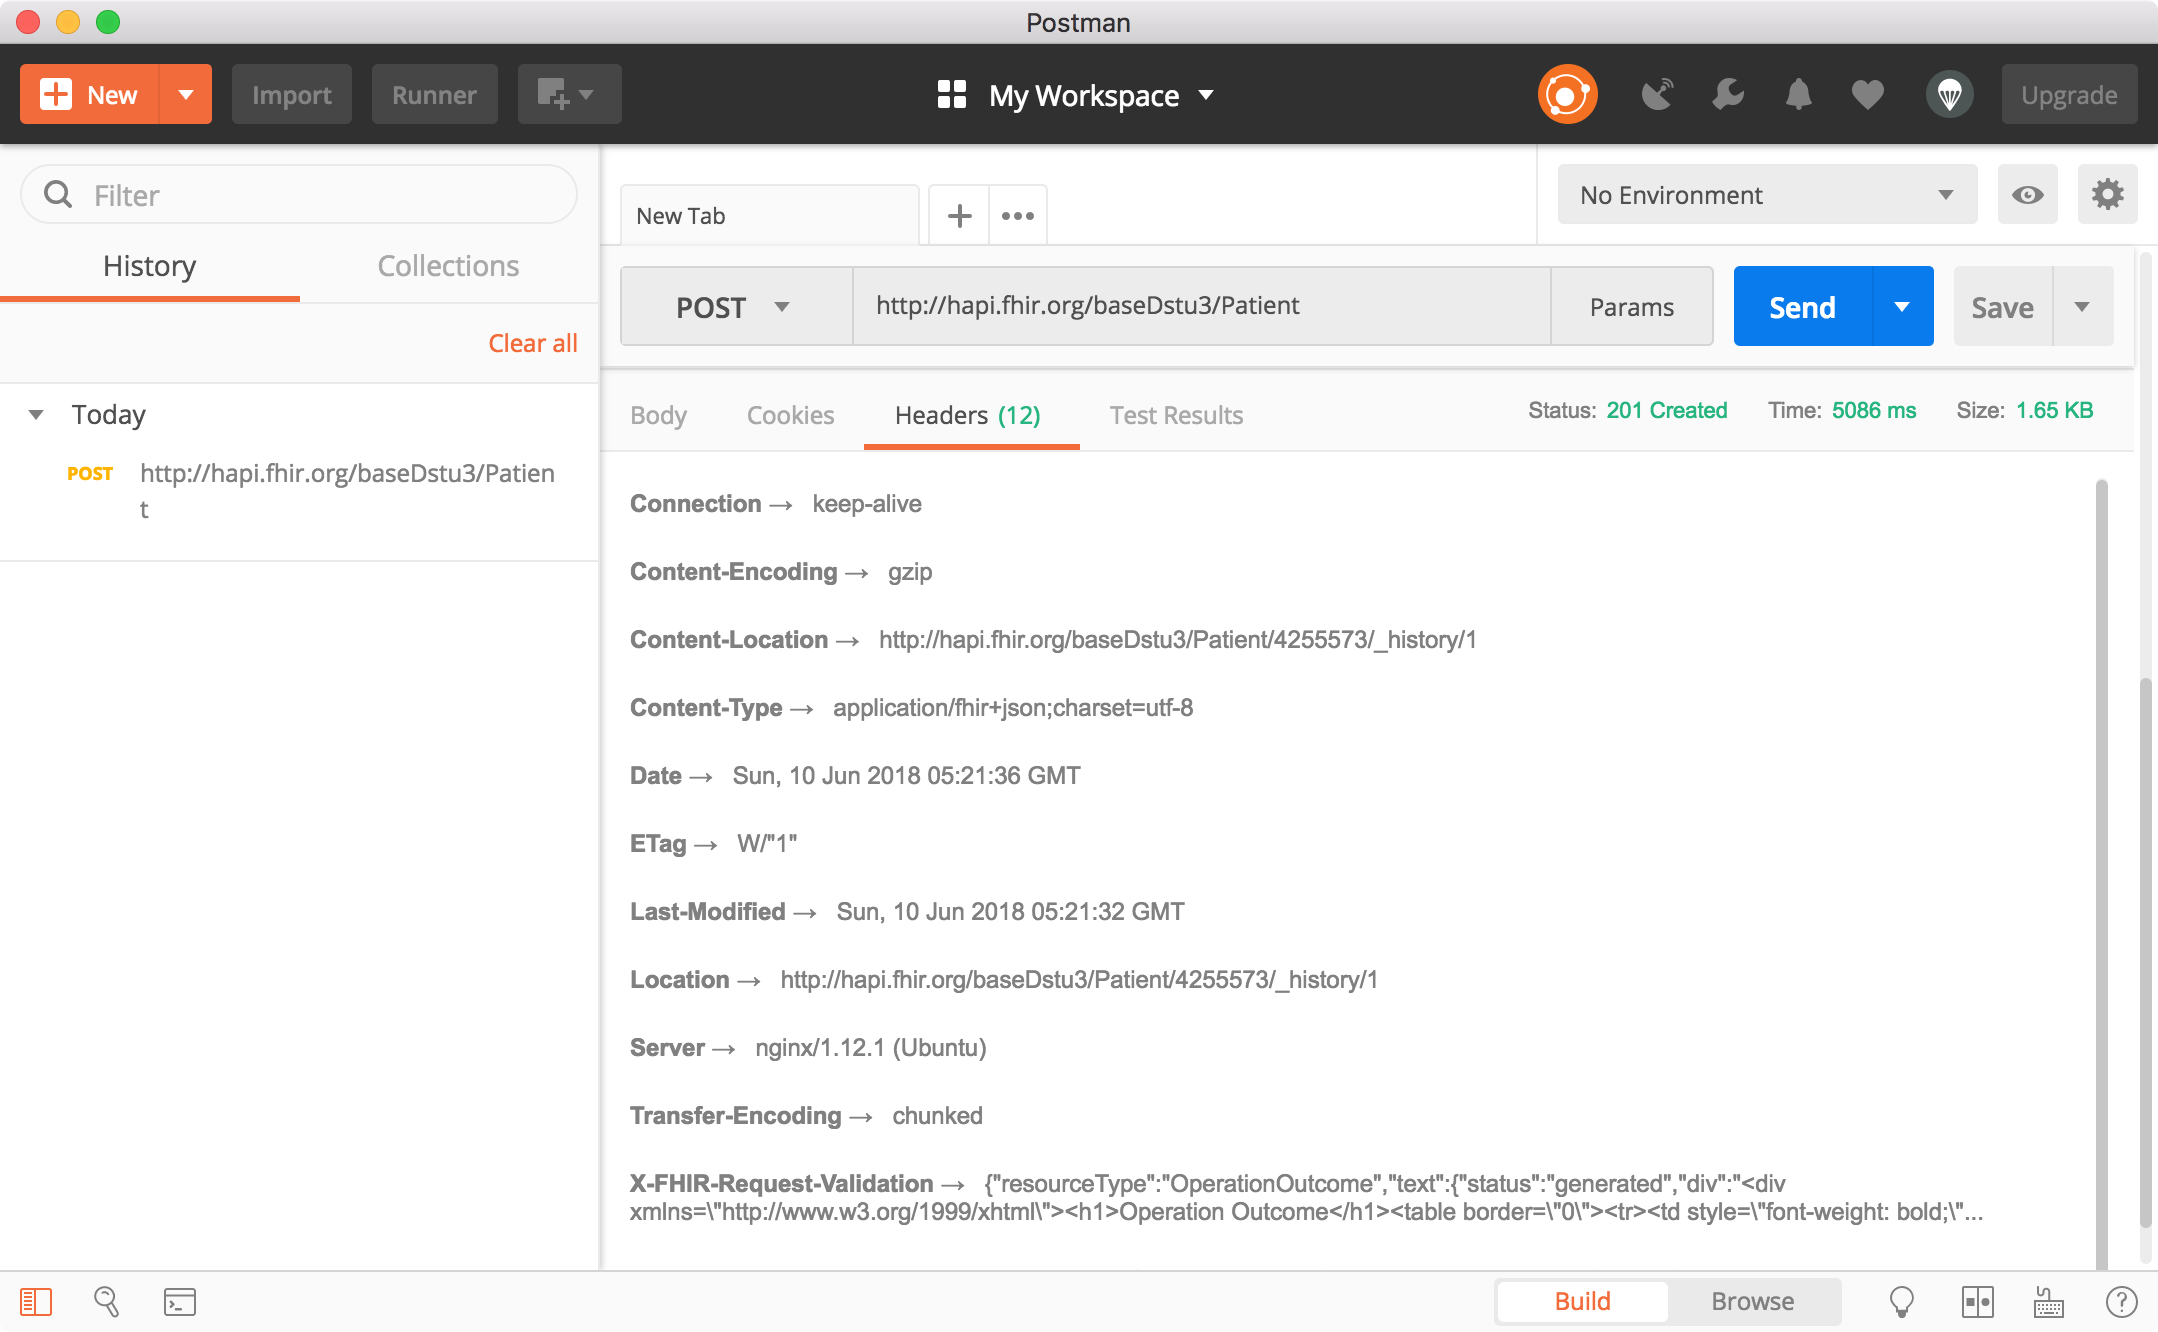 Postman
New
Import
Runner
My Workspace
Upgrade
Filter
History
Collections
Clear all
Today
POST http://hapi.fhir.org/baseDstu3/Patien
t
New Tab
No Environment
POST
http://hapi.fhir.org/baseDstu3/Patient
Params
Send
Save
Body
Cookies
Headers (12)
Test Results
Status: 201 Created
Time: 5086 ms
Size: 1.65 KB
Connection → keep-alive
Content-Encoding → gzip
Content-Location → http://hapi.fhir.org/baseDstu3/Patient/4255573/_history/1
Content-Type → application/fhir+json;charset=utf-8
Date → Sun, 10 Jun 2018 05:21:36 GMT
ETag → W/"1"
Last-Modified → Sun, 10 Jun 2018 05:21:32 GMT
Location → http://hapi.fhir.org/baseDstu3/Patient/4255573/_history/1
Server → nginx/1.12.1 (Ubuntu)
Transfer-Encoding → chunked
X-FHIR-Request-Validation → {"resourceType":"OperationOutcome","text":{"status":"generated","div":"<div
xmlns=\"http://www.w3.org/1999/xhtml\"><h1>Operation Outcome</h1><table border=\"0\"><tr><td style=\"font-weight: bold;\"...
Build
Browse